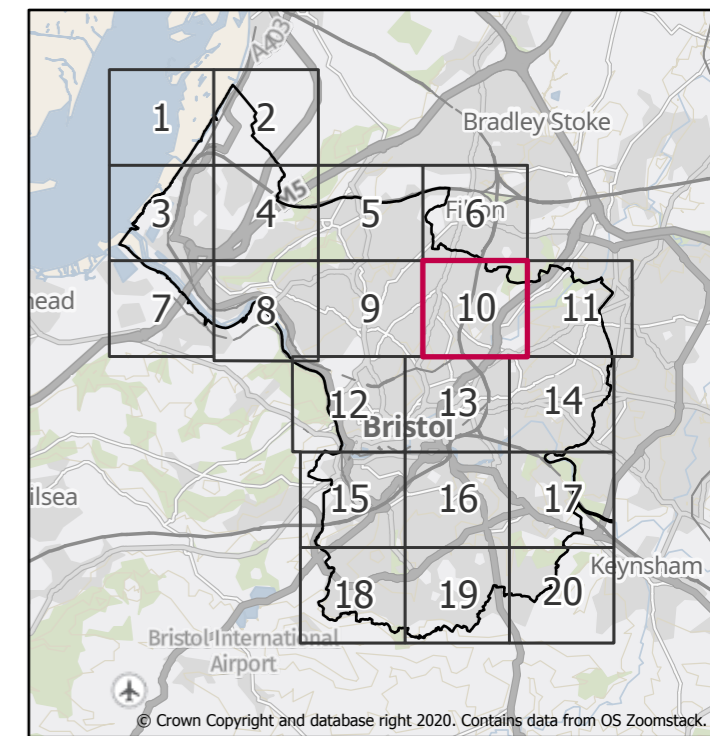 A403
1
2
Bradley Stoke
M5
3
4
5
Filton
6
ead
7
8
9
10
11
12
13
14
Bristol
ilsea
15
16
17
Keynsham
18
19
20
Bristol International
Airport
© Crown Copyright and database right 2020. Contains data from OS Zoomstack.